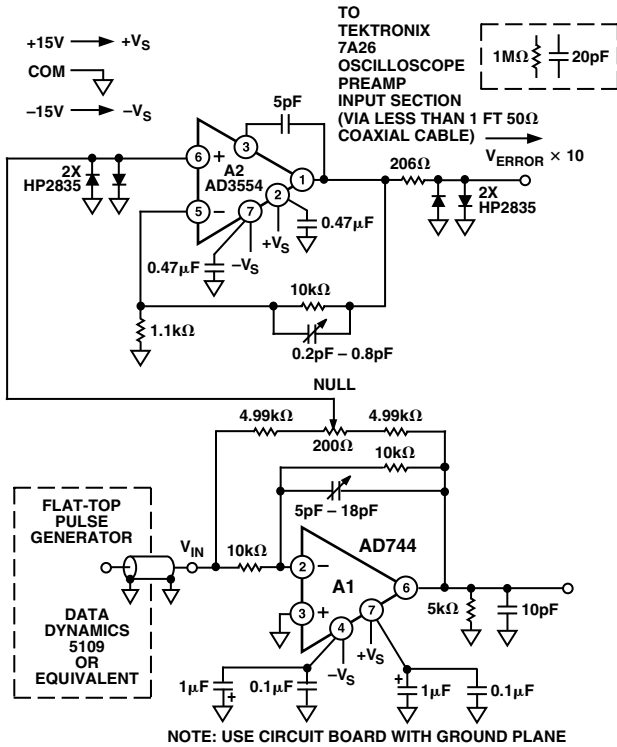 +15V +VS
COM
–15V –VS
TO
TEKTRONIX
7A26
OSCILLOSCOPE
PREAMP
INPUT SECTION
(VIA LESS THAN 1 FT 50Ω
COAXIAL CABLE)
1MΩ 20pF
VERROR × 10
5pF
206Ω
2X
HP2835
2X
HP2835
6 +
3
A2
AD3554
1
5 –
7
2
0.47μF
+VS
–VS
0.47μF
10kΩ
0.2pF – 0.8pF
1.1kΩ
NULL
4.99kΩ 4.99kΩ
200Ω
10kΩ
5pF – 18pF
FLAT-TOP
PULSE
GENERATOR
DATA
DYNAMICS
5109
OR
EQUIVALENT
VIN
10kΩ
AD744
2 –
A1
6
3 +
4
7
+VS
–VS
5kΩ 10pF
1μF + 0.1μF
+ 1μF 0.1μF
NOTE: USE CIRCUIT BOARD WITH GROUND PLANE